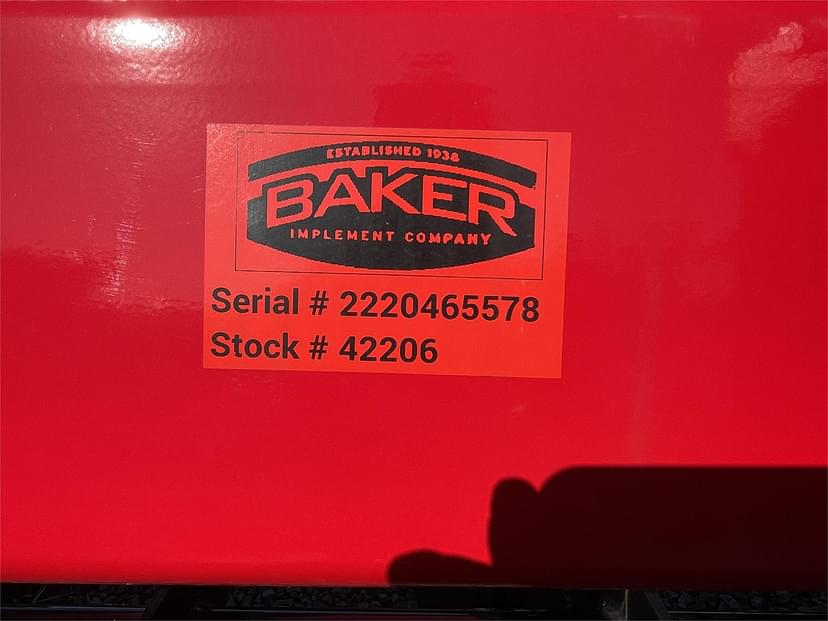 ESTABLISHED 1938
BAKER
IMPLEMENT COMPANY
Serial # 2220465578
Stock # 42206